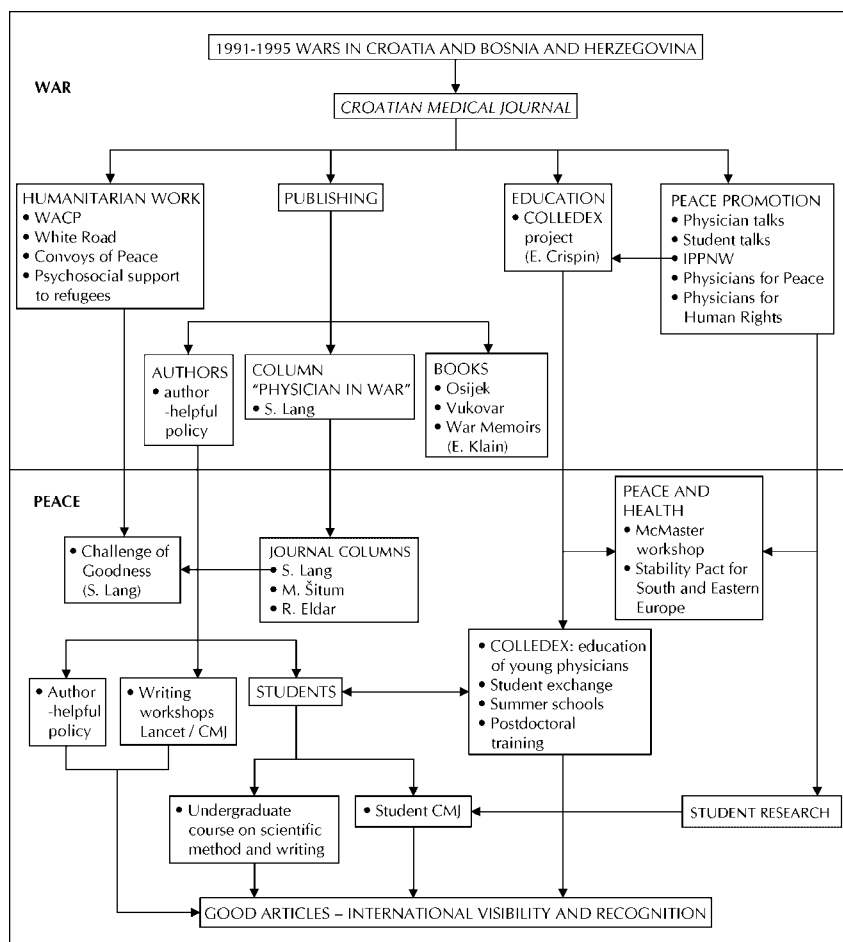 1991-1995 WARS IN CROATIA AND BOSNIA AND HERZEGOVINA
WAR
CROATIAN MEDICAL JOURNAL
HUMANITARIAN WORK
• WACP
• White Road
• Convoys of Peace
• Psychosocial support
to refugees
PUBLISHING
EDUCATION
• COLLEDEX
project
(E. Crispin)
PEACE PROMOTION
• Physician talks
• Student talks
• IPPNW
• Physicians for Peace
• Physicians for
Human Rights
AUTHORS
• author
-helpful
policy
COLUMN
“PHYSICIAN IN WAR”
• S. Lang
BOOKS
• Osijek
• Vukovar
• War Memoirs
(E. Klain)
PEACE
• Challenge of
Goodness
(S. Lang)
JOURNAL COLUMNS
• S. Lang
• M. Šitum
• R. Eldar
PEACE AND
HEALTH
• McMaster
workshop
• Stability Pact for
South and Eastern
Europe
• Author
-helpful
policy
• Writing
workshops
Lancet / CMJ
STUDENTS
• COLLEDEX: education
of young physicians
• Student exchange
• Summer schools
• Postdoctoral
training
• Undergraduate
course on scientific
method and writing
• Student CMJ
STUDENT RESEARCH
GOOD ARTICLES – INTERNATIONAL VISIBILITY AND RECOGNITION